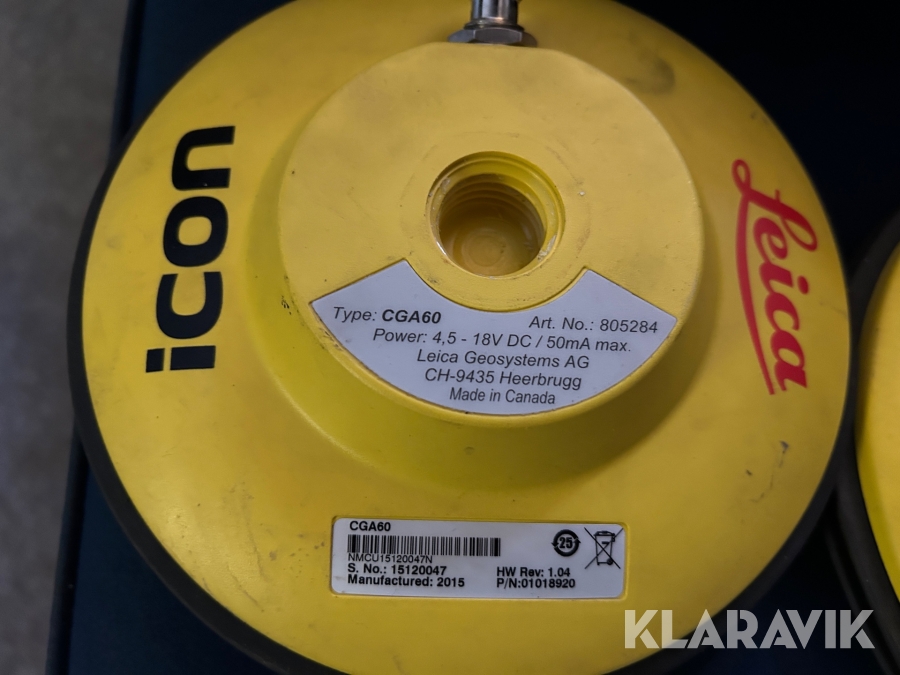 icon
Leica
Type: CGA60 Art. No.: 805284
Power: 4,5 - 18V DC / 50mA max.
Leica Geosystems AG
CH-9435 Heerbrugg
Made in Canada
CGA60
NMCU15120047N
S. No.: 15120047 HW Rev: 1.04
Manufactured: 2015 P/N:01018920
25
KLARAVIK